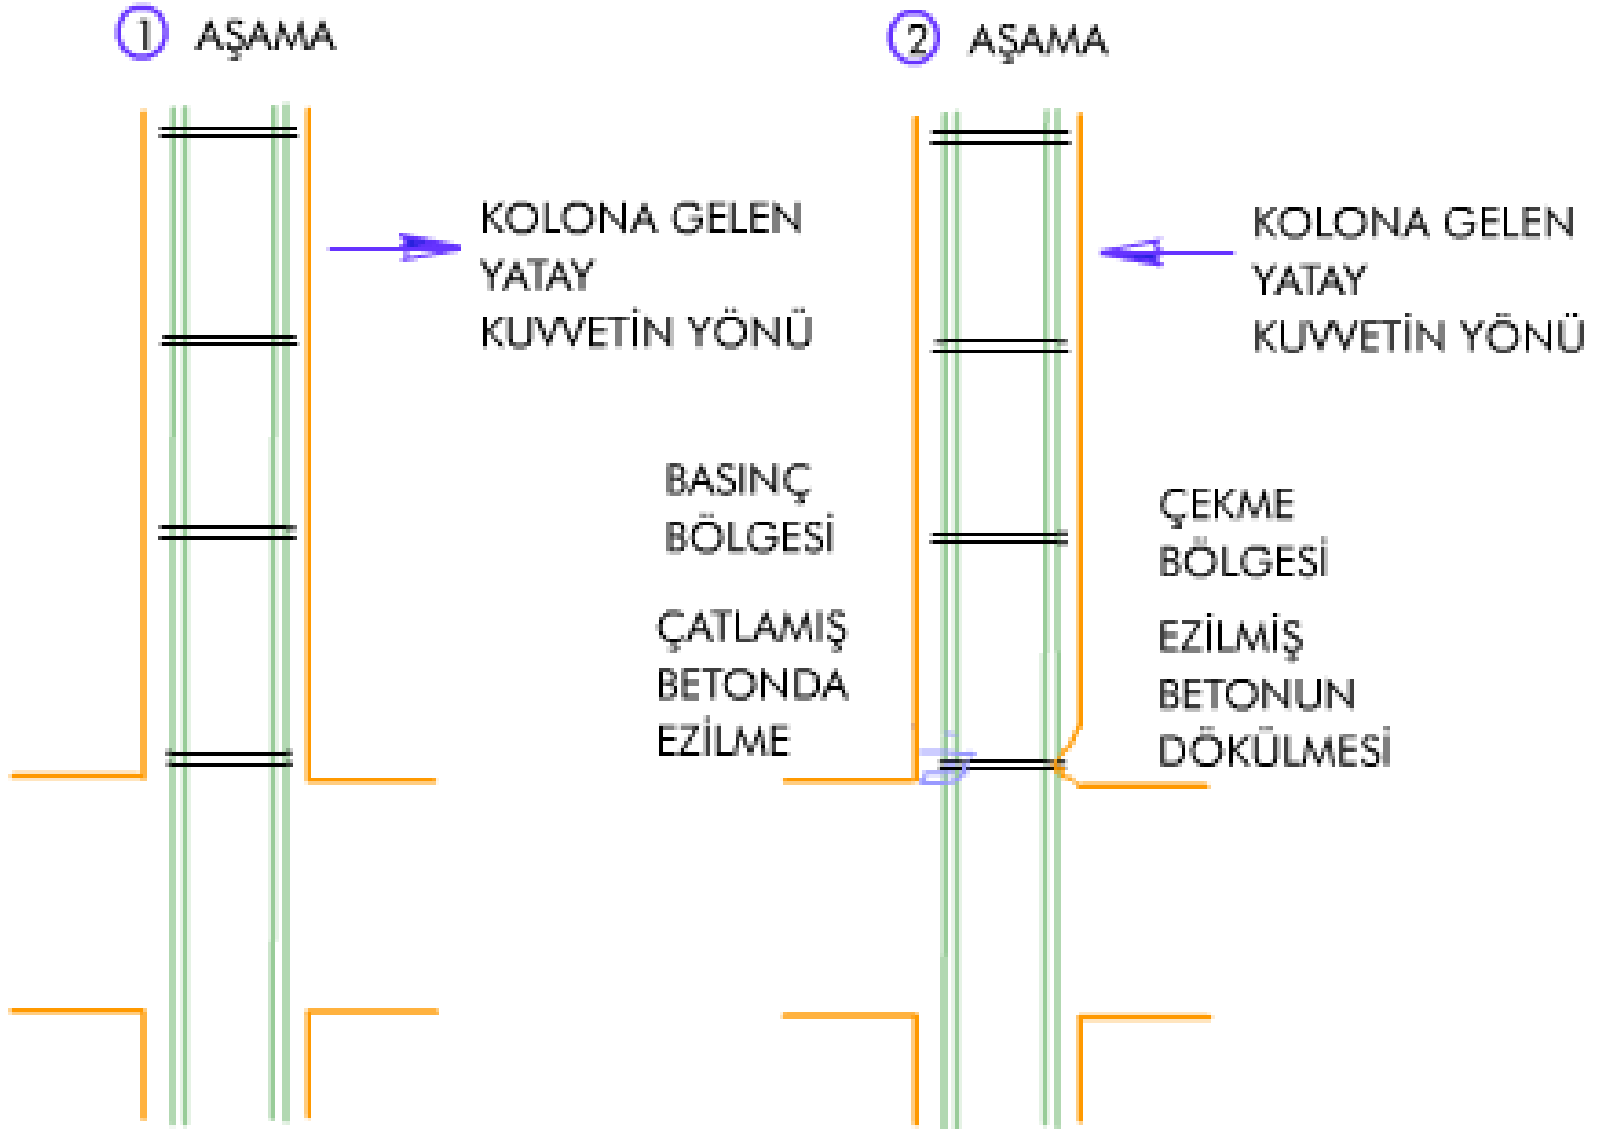 1 AŞAMA
KOLONA GELEN
YATAY
KUVVETİN YÖNÜ
2 AŞAMA
KOLONA GELEN
YATAY
KUVVETİN YÖNÜ
BASINÇ
BÖLGESİ
ÇATLAMIŞ
BETONDA
EZİLME
ÇEKME
BÖLGESİ
EZİLMİŞ
BETONUN
DÖKÜLMESİ